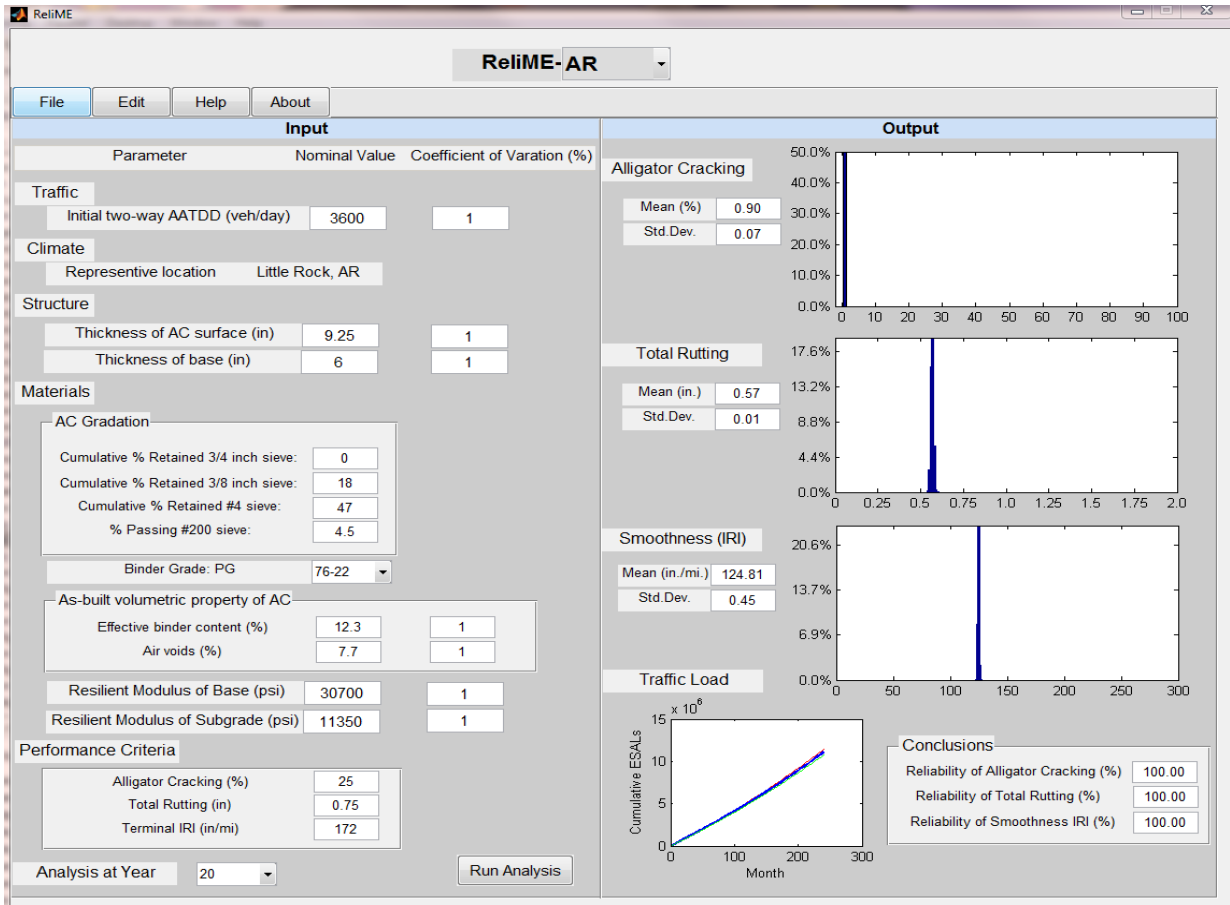 ReliME
ReliME- AR
File Edit Help About
Input
Parameter Nominal Value Coefficient of Varation (%)
Traffic
Initial two-way AATDD (veh/day) 3600 1
Climate
Representive location Little Rock, AR
Structure
Thickness of AC surface (in) 9.25 1
Thickness of base (in) 6 1
Materials
AC Gradation
Cumulative % Retained 3/4 inch sieve: 0
Cumulative % Retained 3/8 inch sieve: 18
Cumulative % Retained #4 sieve: 47
% Passing #200 sieve: 4.5
Binder Grade: PG 76-22
As-built volumetric property of AC
Effective binder content (%) 12.3 1
Air voids (%) 7.7 1
Resilient Modulus of Base (psi) 30700 1
Resilient Modulus of Subgrade (psi) 11350 1
Performance Criteria
Alligator Cracking (%) 25
Total Rutting (in) 0.75
Terminal IRI (in/mi) 172
Analysis at Year 20
Run Analysis
Output
Alligator Cracking
Mean (%) 0.90
Std.Dev. 0.07
50.0%
40.0%
30.0%
20.0%
10.0%
0.0%
0 10 20 30 40 50 60 70 80 90 100
Total Rutting
Mean (in.) 0.57
Std.Dev. 0.01
17.6%
13.2%
8.8%
4.4%
0.0%
0 0.25 0.5 0.75 1.0 1.25 1.5 1.75 2.0
Smoothness (IRI)
Mean (in./mi.) 124.81
Std.Dev. 0.45
20.6%
13.7%
6.9%
0.0%
0 50 100 150 200 250 300
Traffic Load
x 10⁶
15
10
5
0
Cumulative ESALs
0 100 200 300
Month
Conclusions
Reliability of Alligator Cracking (%) 100.00
Reliability of Total Rutting (%) 100.00
Reliability of Smoothness IRI (%) 100.00